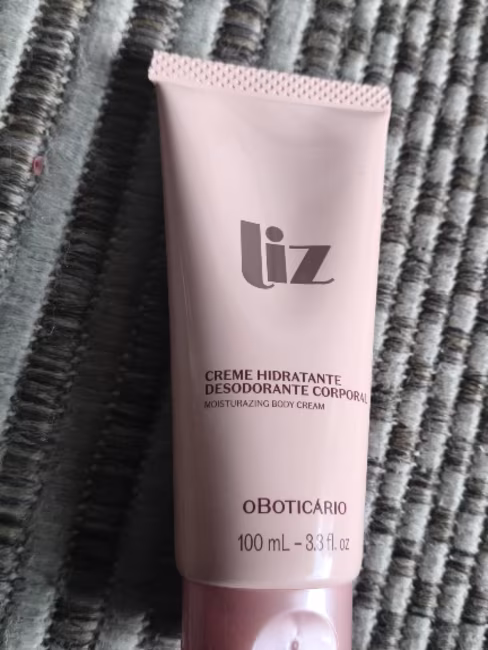 liz
CREME HIDRATANTE
DESODORANTE CORPORAL
MOISTURAZING BODY CREAM
oBOTICÁRIO
100 mL - 3.3 fl. oz